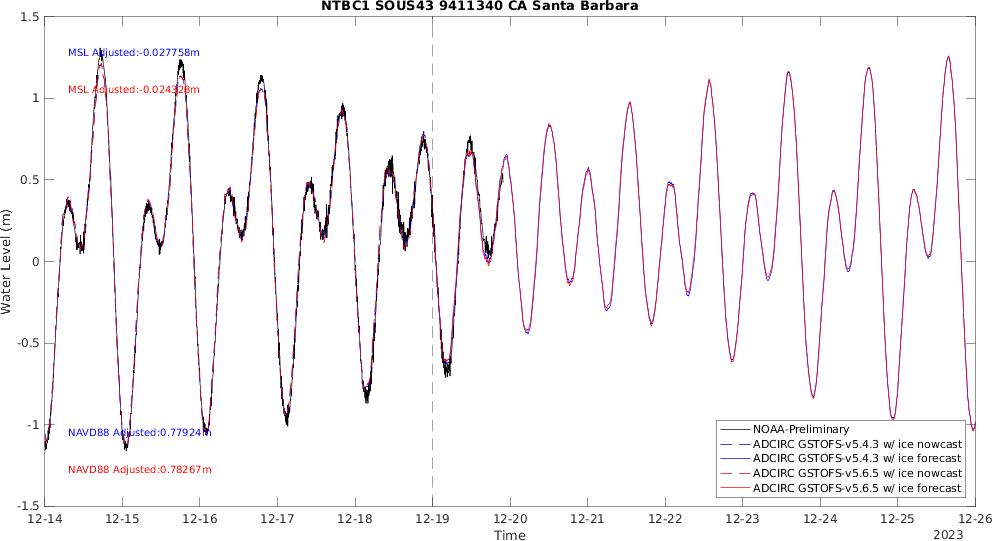 NTBC1 SOUS43 9411340 CA Santa Barbara
1.5
1
0.5
0
-0.5
-1
-1.5
Water Level (m)
MSL Adjusted:-0.027758m
MSL Adjusted:-0.024328m
NAVD88 Adjusted:0.77924m
NAVD88 Adjusted:0.78267m
NOAA-Preliminary
ADCIRC GSTOFS-v5.4.3 w/ ice nowcast
ADCIRC GSTOFS-v5.4.3 w/ ice forecast
ADCIRC GSTOFS-v5.6.5 w/ ice nowcast
ADCIRC GSTOFS-v5.6.5 w/ ice forecast
12-14 12-15 12-16 12-17 12-18 12-19 12-20 12-21 12-22 12-23 12-24 12-25 12-26
Time
2023